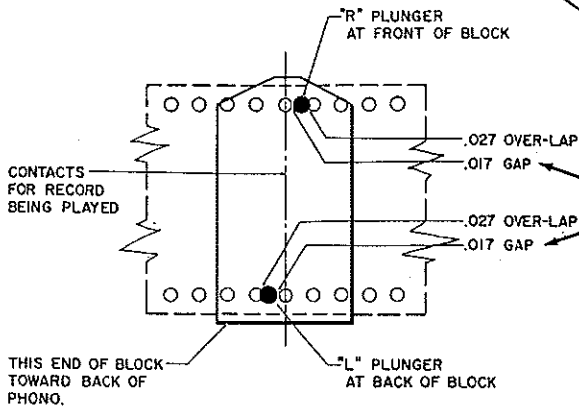 "R" PLUNGER
AT FRONT OF BLOCK
.027 OVER-LAP
.017 GAP
CONTACTS
FOR RECORD
BEING PLAYED
.027 OVER-LAP
.017 GAP
THIS END OF BLOCK
TOWARD BACK OF
PHONO.
"L" PLUNGER
AT BACK OF BLOCK